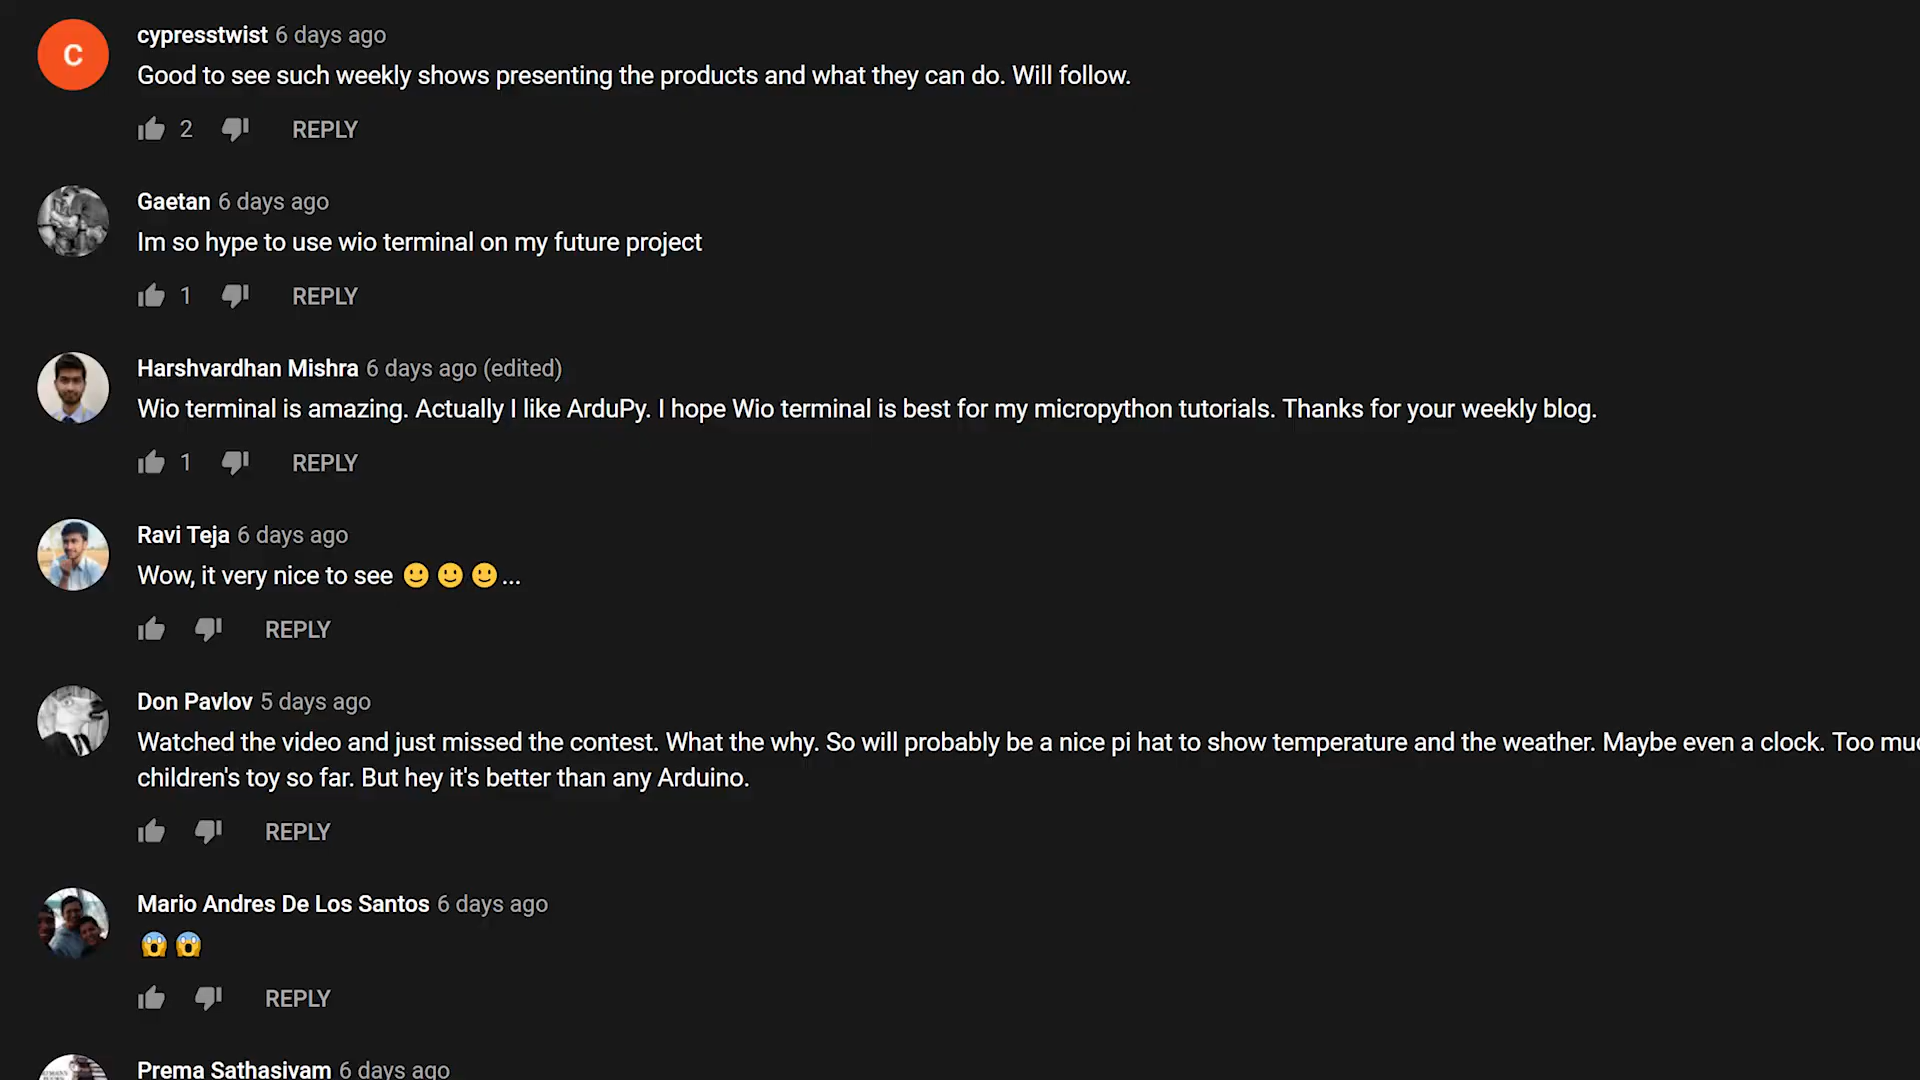 C
cypresstwist 6 days ago
Good to see such weekly shows presenting the products and what they can do. Will follow.
2 REPLY
Gaetan 6 days ago
Im so hype to use wio terminal on my future project
1 REPLY
Harshvardhan Mishra 6 days ago (edited)
Wio terminal is amazing. Actually I like ArduPy. I hope Wio terminal is best for my micropython tutorials. Thanks for your weekly blog.
1 REPLY
Ravi Teja 6 days ago
Wow, it very nice to see 🙂 🙂 🙂 ...
REPLY
Don Pavlov 5 days ago
Watched the video and just missed the contest. What the why. So will probably be a nice pi hat to show temperature and the weather. Maybe even a clock. Too
children's toy so far. But hey it's better than any Arduino.
REPLY
Mario Andres De Los Santos 6 days ago
😱 😱
REPLY
Prema Sathasivam 6 days ago